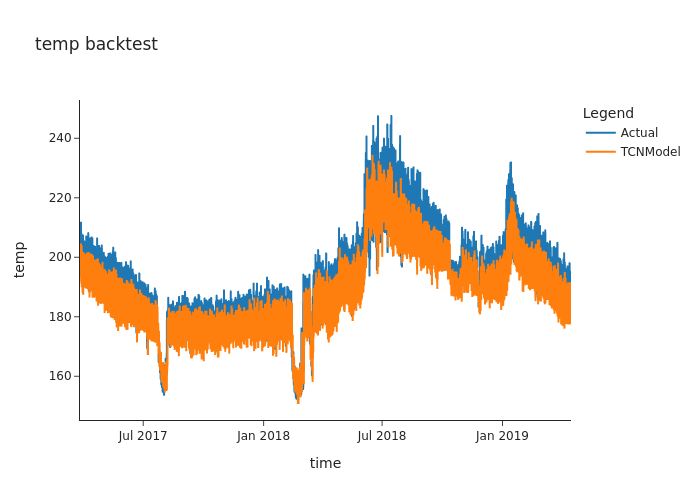 temp backtest
Legend
Actual
TCNModel
240
220
200
180
160
temp
Jul 2017
Jan 2018
Jul 2018
Jan 2019
time